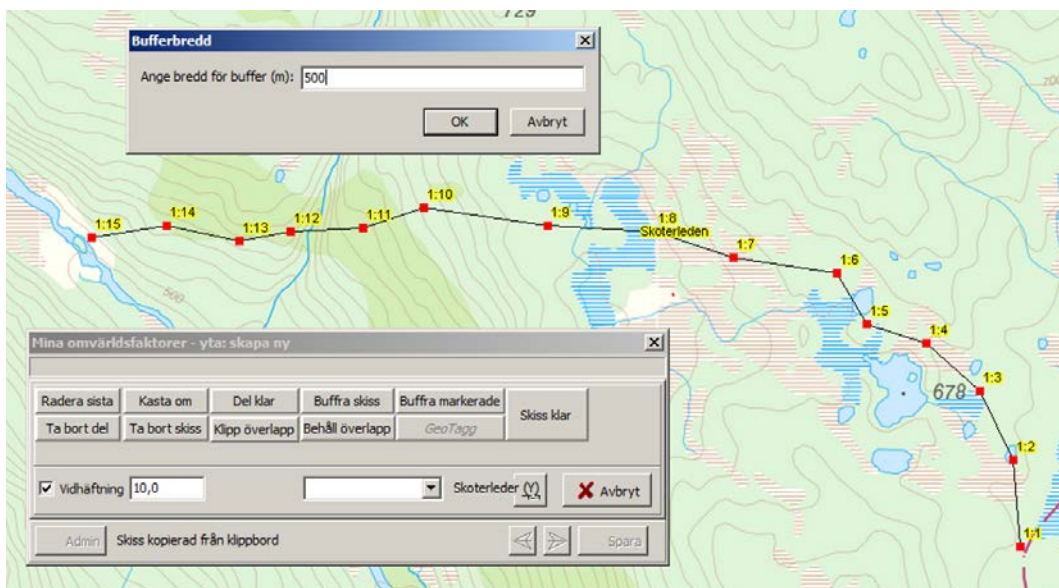 729
Bufferbredd
Ange bredd för buffer (m): 500
OK Avbryt
700
1:15
1:14
1:13
1:12
1:11
1:10
1:9
1:8
Skoterleden
1:7
1:6
1:5
1:4
1:3
678
1:2
1:1
500
Mina omvärldsfaktorer - yta: skapa ny
Radera sista Kasta om Del klar Buffra skiss Buffra markerade Skiss klar
Ta bort del Ta bort skiss Klipp överlapp Behåll överlapp GeoTagg
Vidhäftning 10,0 Skoterleder (Y) Avbryt
Admin Skiss kopierad från klippbord Spara